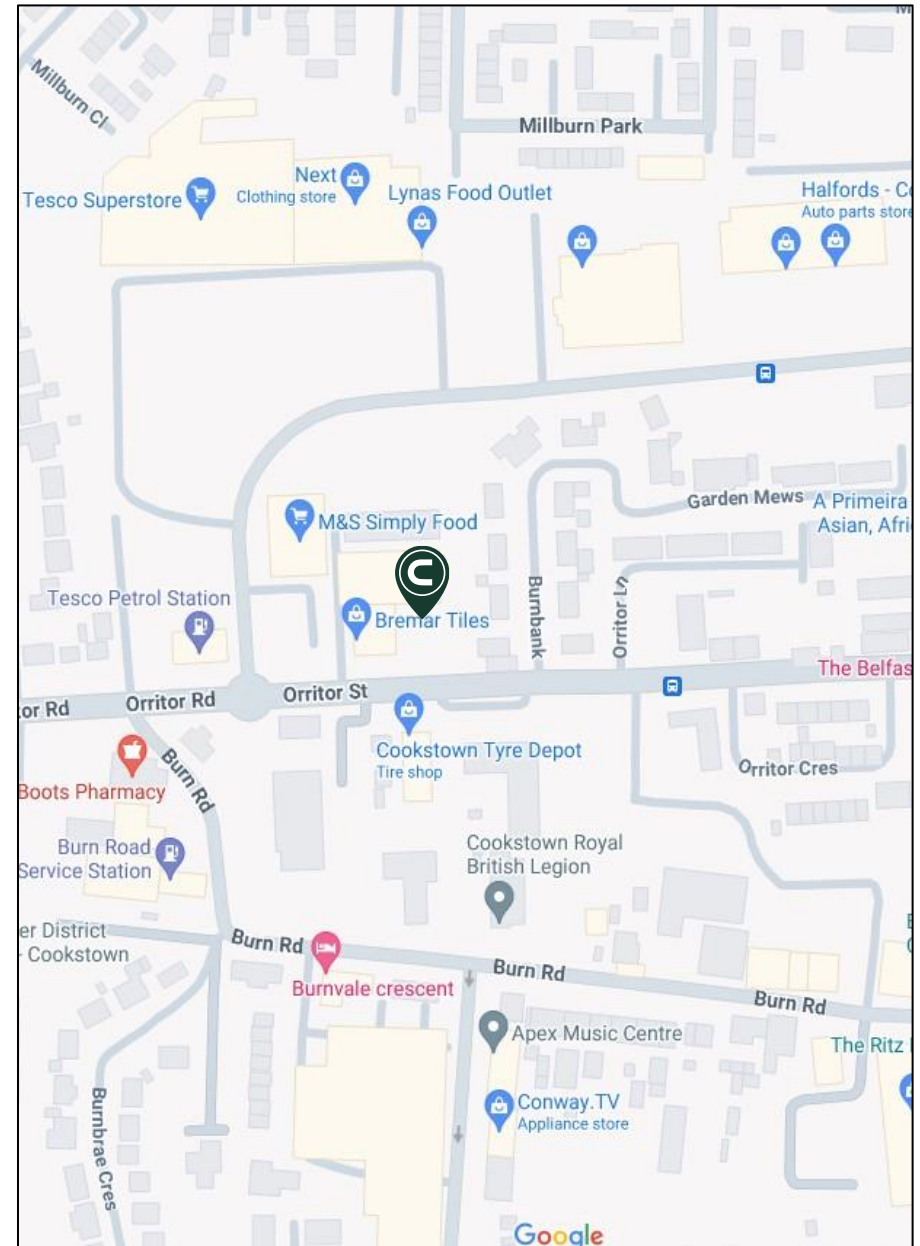 Millburn Cl
Millburn Park
Next
Clothing store
Tesco Superstore
Lynas Food Outlet
Halfords - C
Auto parts store
Garden Mews
A Primeira
Asian, Afri
M&S Simply Food
C
Tesco Petrol Station
Bremar Tiles
Burnbank
Orritor Ln
The Belfas
or Rd
Orritor Rd
Orritor St
Cookstown Tyre Depot
Tire shop
Burn Rd
Orritor Cres
Boots Pharmacy
Burn Road
Service Station
Cookstown Royal
British Legion
er District
- Cookstown
Burn Rd
Burn Rd
Burnvale crescent
Burn Rd
Apex Music Centre
The Ritz
Conway.TV
Appliance store
Burnbrae Cres
Google